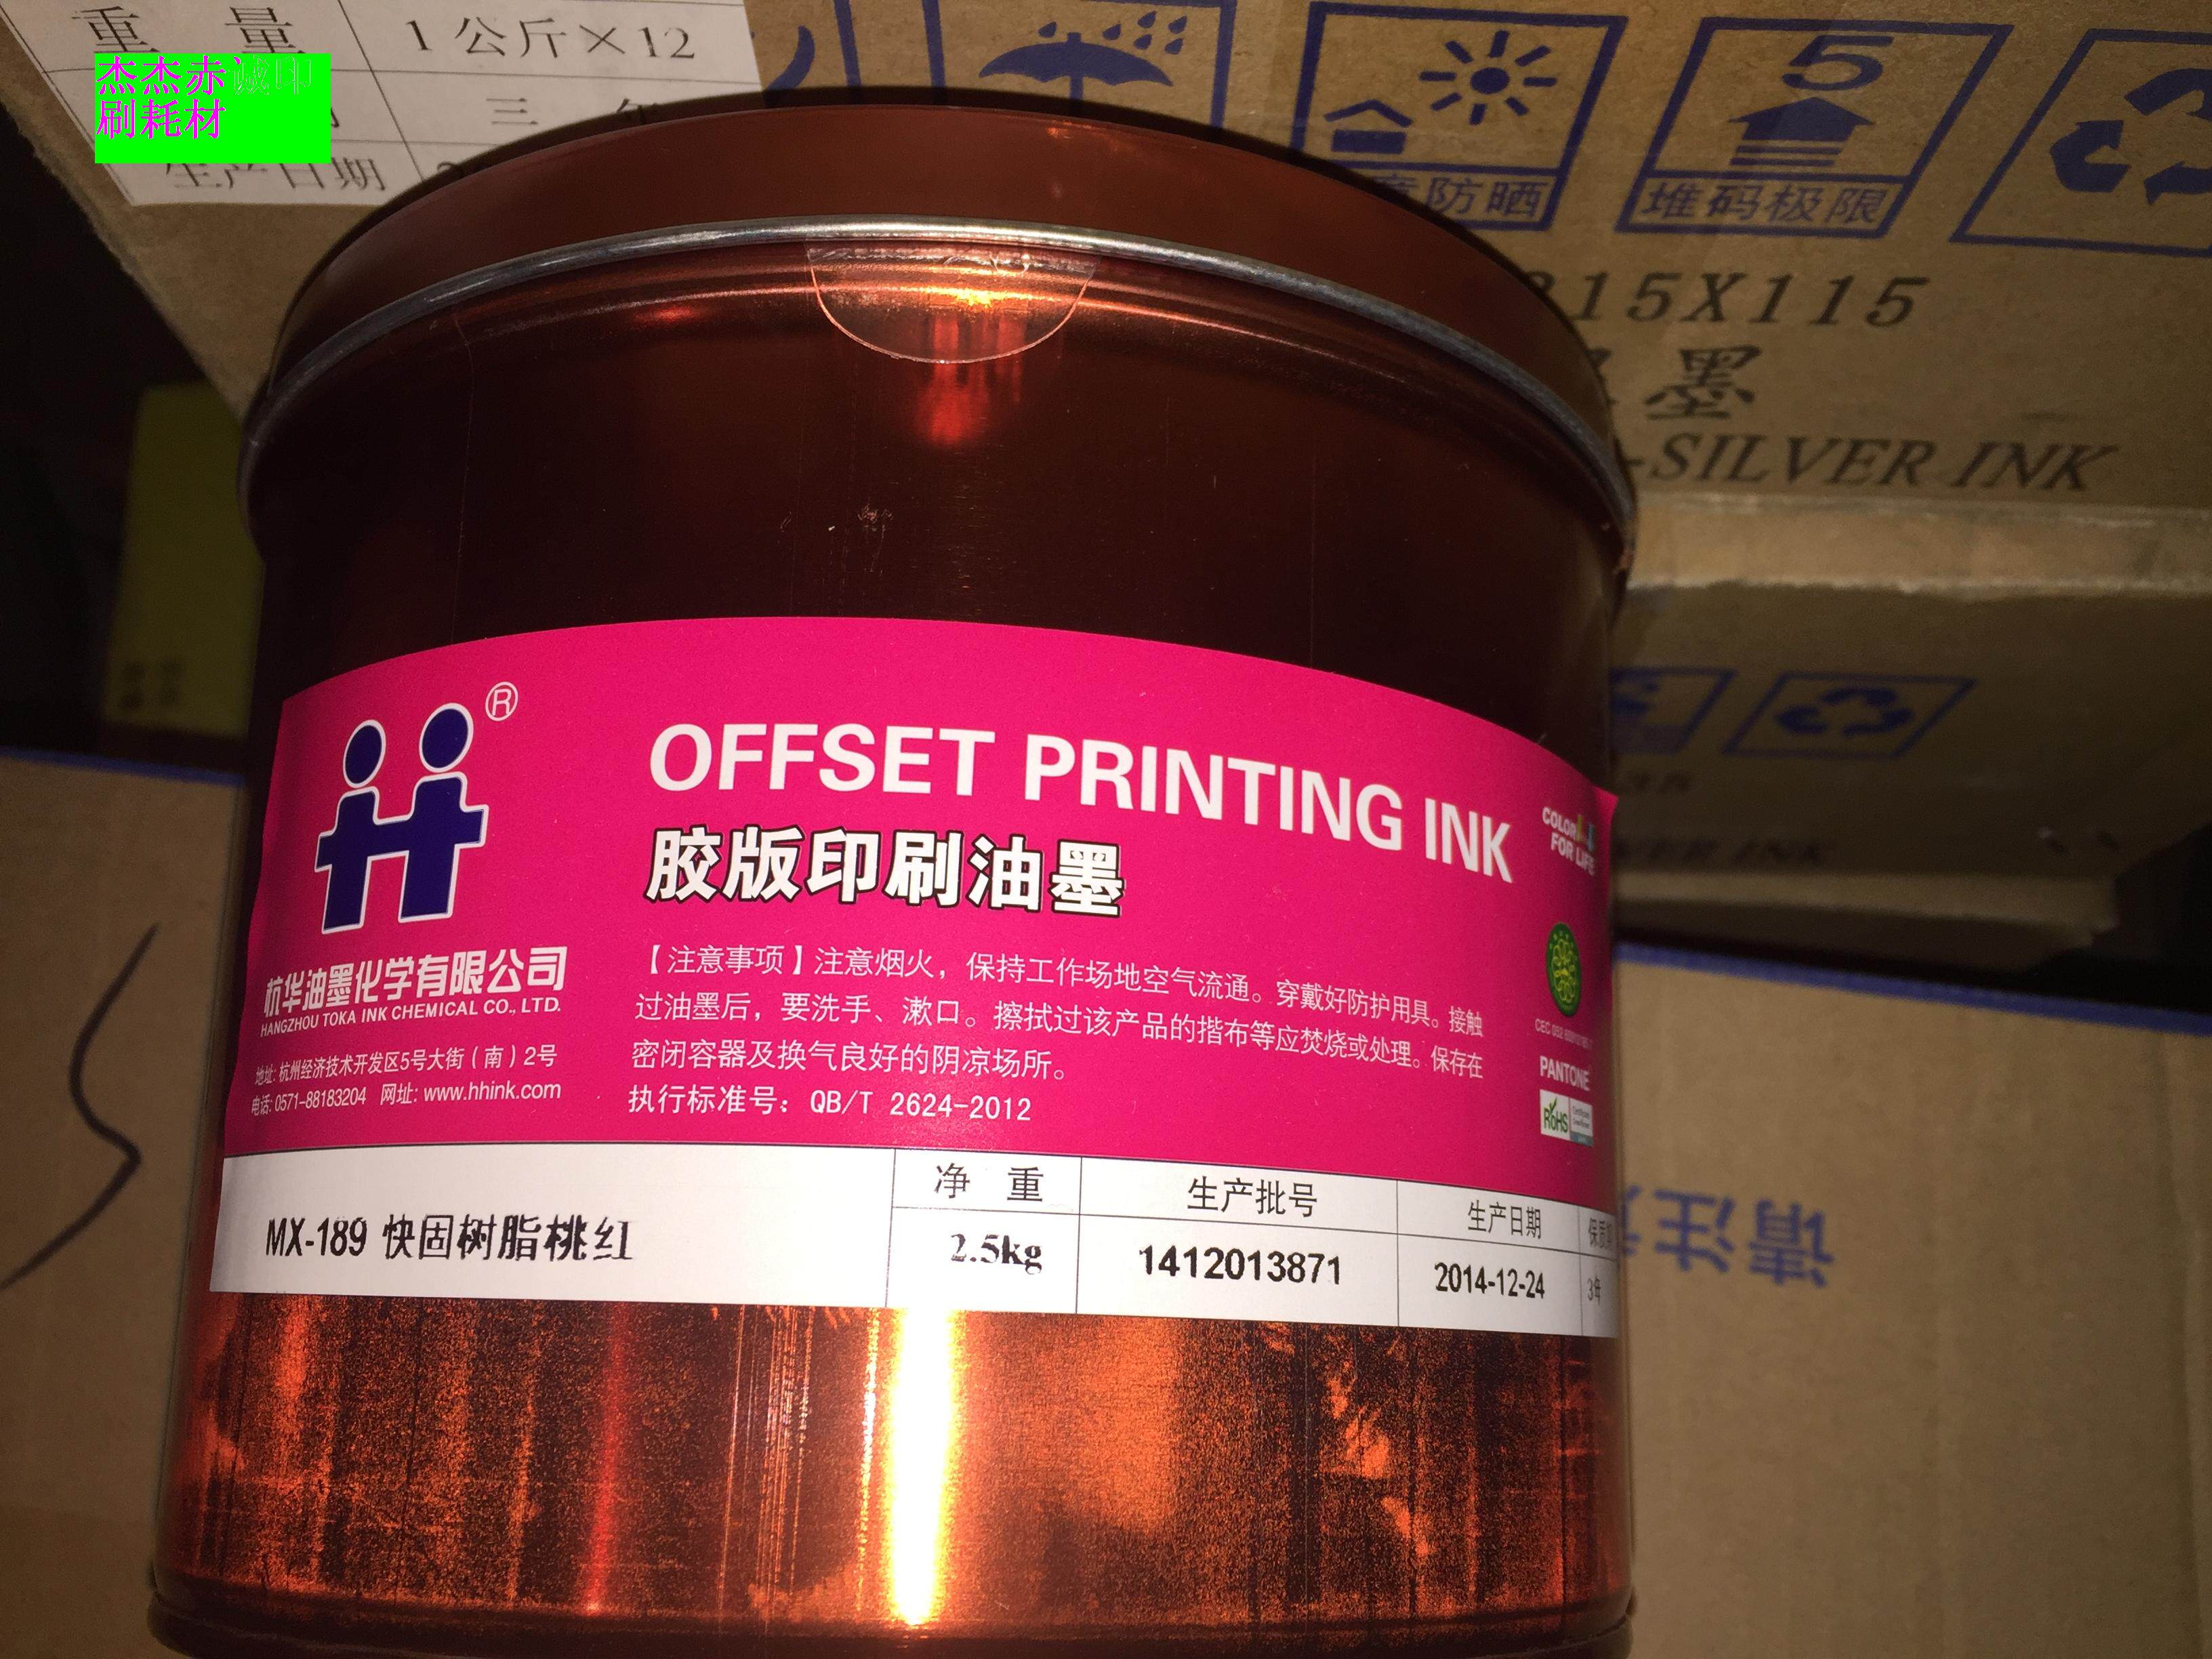 重 量 1公斤×12
杰杰赤诚印
刷耗材
三 年
生产日期
防晒
5
堆码极限
15X115
墨
-SILVER INK
®
OFFSET PRINTING INK
胶版印刷油墨
COLOR
FOR LIFE
杭华油墨化学有限公司
HANGZHOU TOKA INK CHEMICAL CO., LTD.
地址: 杭州经济技术开发区5号大街(南)2号
电话: 0571-88183204 网址: www.hhink.com
【注意事项】注意烟火，保持工作场地空气流通。穿戴好防护用具。接触
过油墨后，要洗手、漱口。擦拭过该产品的揩布等应焚烧或处理。保存在
密闭容器及换气良好的阴凉场所。
执行标准号：QB/T 2624-2012
PANTONE
RoHS
MX-189 快固树脂桃红
净 重
2.5kg
生产批号
1412013871
生产日期
2014-12-24
保质期
3年
请注